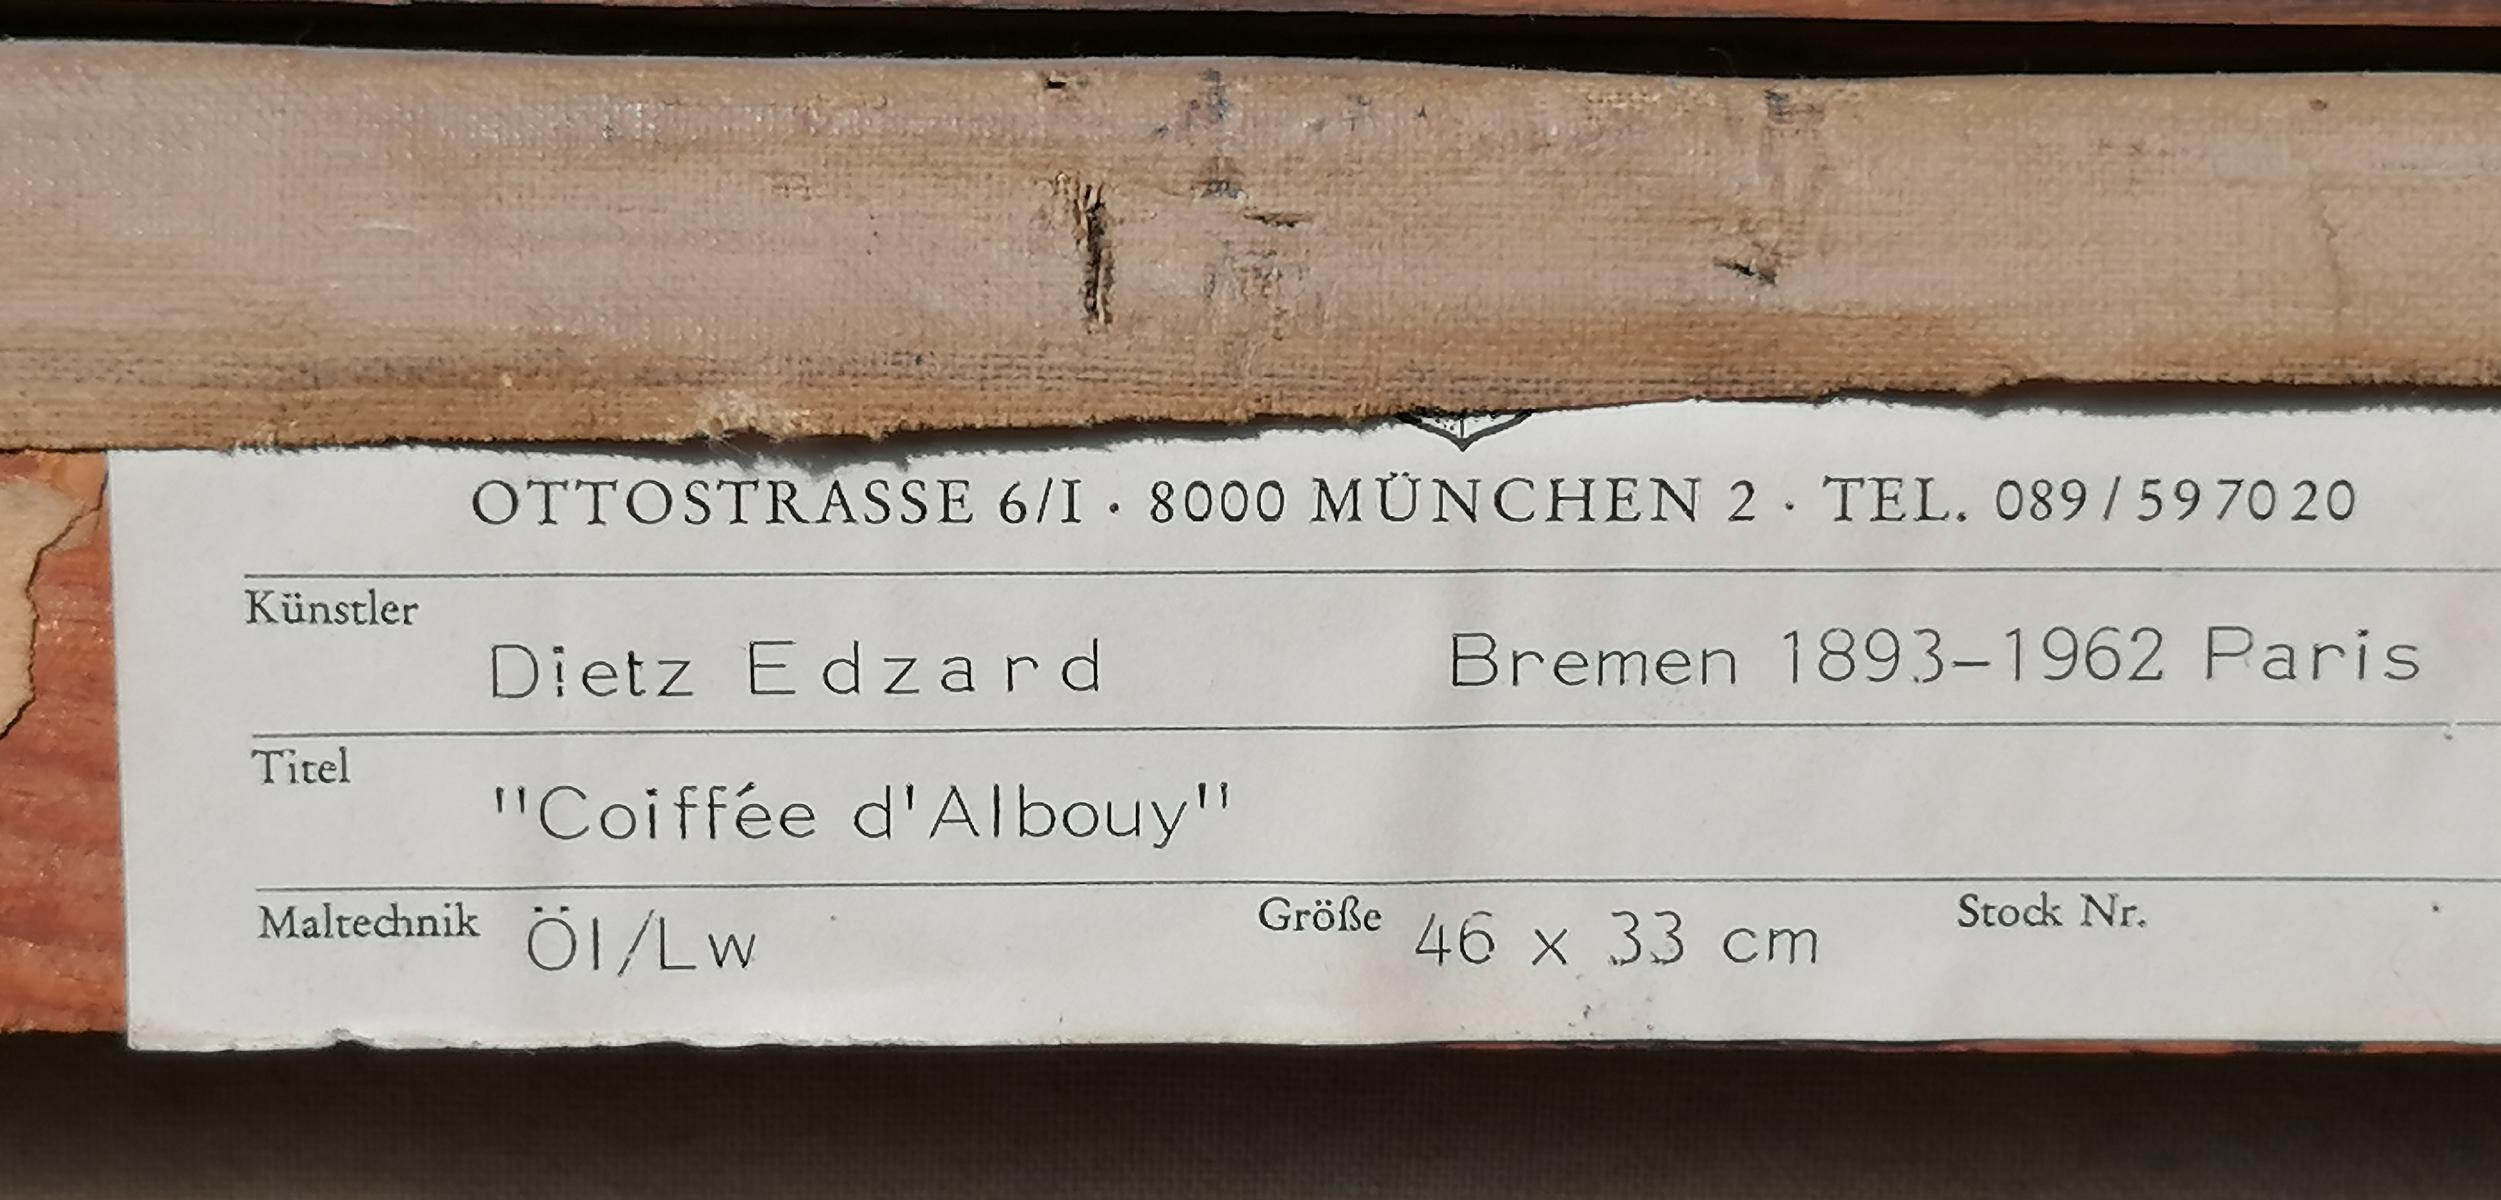 OTTOSTRASSE 6/I · 8000 MÜNCHEN 2 · TEL. 089/597020
Künstler
Dietz Edzard Bremen 1893-1962 Paris
Titel
"Coiffée d'Albouy"
Maltechnik Öl/Lw Größe 46 x 33 cm Stock Nr.